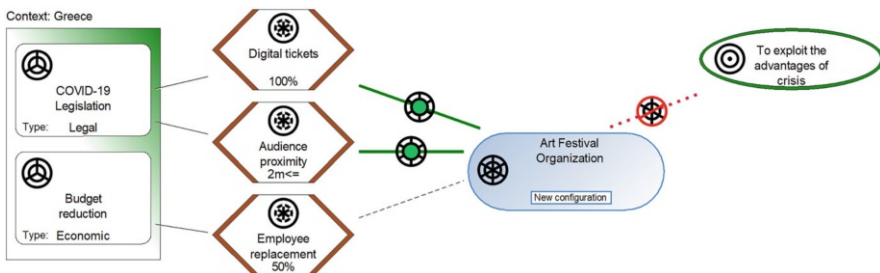 Context: Greece
COVID-19
Legislation
Type: Legal
Budget
reduction
Type: Economic
Digital tickets
100%
Audience
proximity
2m<=
Employee
replacement
50%
Art Festival
Organization
New configuration
To exploit the
advantages of
crisis